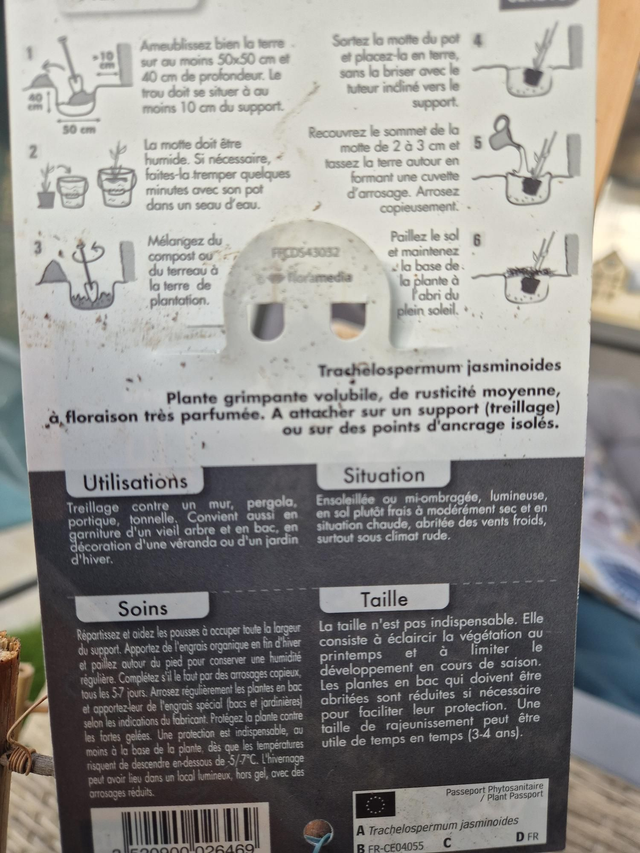 1
>10
cm
40
cm
50 cm
Ameublissez bien la terre
sur au moins 50x50 cm et
40 cm de profondeur. Le
trou doit se situer à au
moins 10 cm du support.
2
La motte doit être
humide. Si nécessaire,
faites-la tremper quelques
minutes avec son pot
dans un seau d'eau.
3
Mélangez du
compost ou
du terreau à
la terre de
plantation.
Sortez la motte du pot
et placez-la en terre,
sans la briser avec le
tuteur incliné vers le
support.
4
Recouvrez le sommet de la
motte de 2 à 3 cm et
tassez la terre autour en
formant une cuvette
d'arrosage. Arrosez
copieusement.
5
Paillez le sol
et maintenez
la base de
la plante à
l'abri du
plein soleil.
6
floramedia
Trachelospermum jasminoides
Plante grimpante volubile, de rusticité moyenne,
à floraison très parfumée. A attacher sur un support (treillage)
ou sur des points d'ancrage isolés.
Utilisations
Treillage contre un mur, pergola,
portique, tonnelle. Convient aussi en
garniture d'un vieil arbre et en bac, en
décoration d'une véranda ou d'un jardin
d'hiver.
Situation
Ensoleillée ou mi-ombragée, lumineuse,
en sol plutôt frais à modérément sec et en
situation chaude, abritée des vents froids,
surtout sous climat rude.
Soins
Répartissez et aidez les pousses à occuper toute la largeur
du support. Apportez de l'engrais organique en fin d'hiver
et paillez autour du pied pour conserver une humidité
régulière. Complétez s'il le faut par des arrosages copieux,
tous les 5-7 jours. Arrosez régulièrement les plantes en bac
et apportez-leur de l'engrais spécial (bacs et jardinières)
selon les indications du fabricant. Protégez la plante contre
les fortes gelées. Une protection est indispensable, au
moins à la base de la plante, dès que les températures
risquent de descendre en-dessous de -5/-7°C. L'hivernage
peut avoir lieu dans un local lumineux, hors gel, avec des
arrosages réduits.
Taille
La taille n'est pas indispensable. Elle
consiste à éclaircir la végétation au
printemps et à limiter le
développement en cours de saison.
Les plantes en bac qui doivent être
abritées sont réduites si nécessaire
pour faciliter leur protection. Une
taille de rajeunissement peut être
utile de temps en temps (3-4 ans).
Passeport Phytosanitaire
/ Plant Passport
A Trachelospermum jasminoides
B FR-CE04055 C D FR